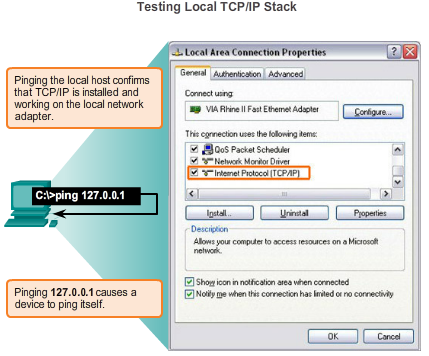 Testing Local TCP/IP Stack
Pinging the local host confirms
that TCP/IP is installed and
working on the local network
adapter.
C:\>ping 127.0.0.1
Pinging 127.0.0.1 causes a
device to ping itself.
Local Area Connection Properties
General
Authentication
Advanced
Connect using:
VIA Rhine II Fast Ethernet Adapter
Configure...
This connection uses the following items:
QoS Packet Scheduler
Network Monitor Driver
Internet Protocol (TCP/IP)
Install...
Uninstall
Properties
Description
Allows your computer to access resources on a Microsoft
network.
Show icon in notification area when connected
Notify me when this connection has limited or no connectivity
OK
Cancel